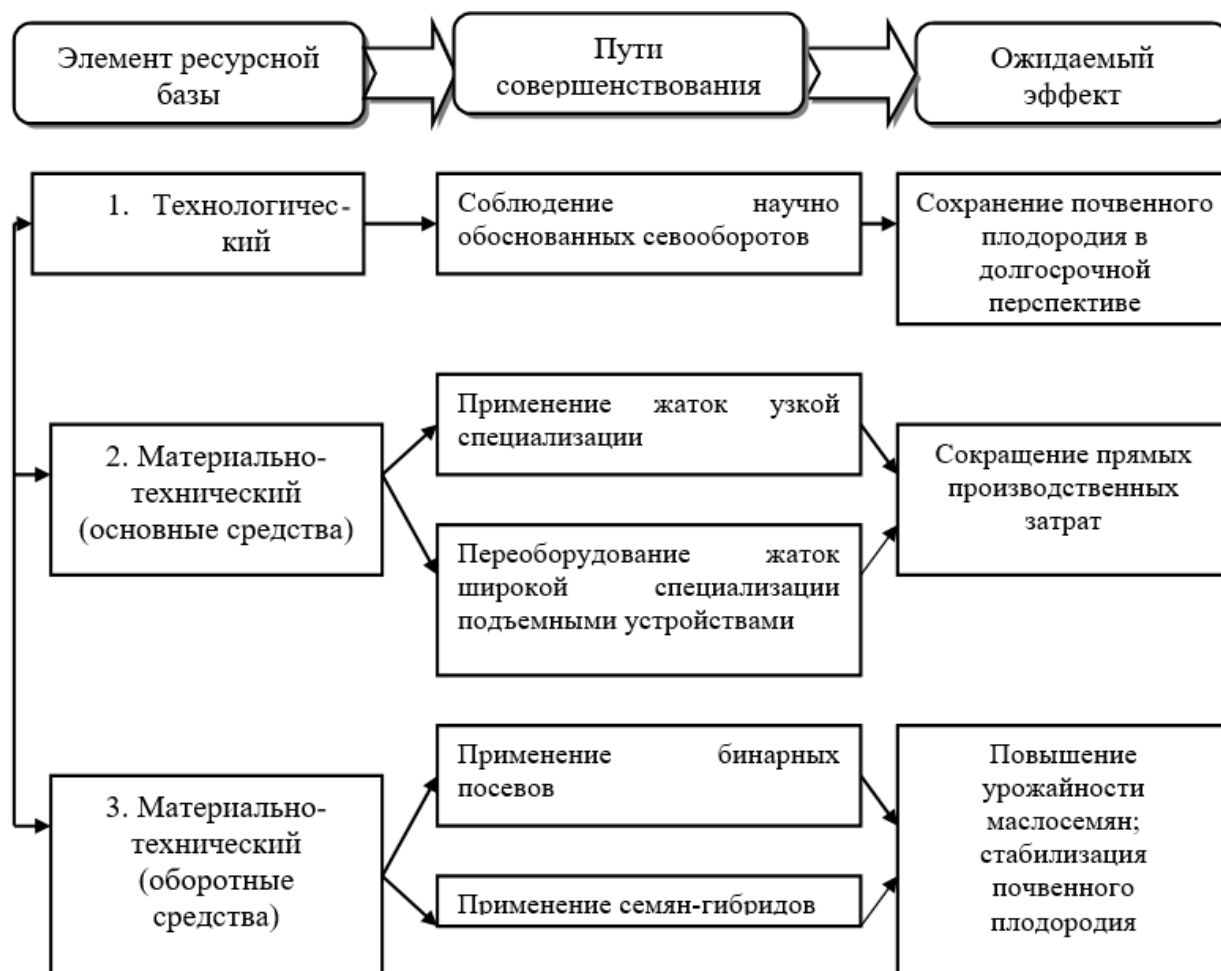 Элемент ресурсной
базы
Пути
совершенствования
Ожидаемый
эффект
1. Технологичес-
кий
Соблюдение научно
обоснованных севооборотов
Сохранение почвенного
плодородия в
долгосрочной
перспективе
2. Материально-
технический
(основные средства)
Применение жаток узкой
специализации
Переоборудование жаток
широкой специализации
подъемными устройствами
Сокращение прямых
производственных
затрат
3. Материально-
технический
(оборотные
средства)
Применение бинарных
посевов
Применение семян-гибридов
Повышение
урожайности
маслосемян;
стабилизация
почвенного
плодородия